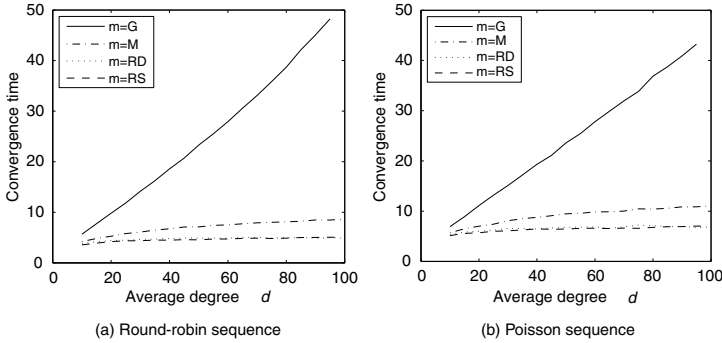 50
40
30
20
10
0
Convergence time
m=G
m=M
m=RD
m=RS
0 20 40 60 80 100
Average degree d
(a) Round-robin sequence
50
40
30
20
10
0
Convergence time
m=G
m=M
m=RD
m=RS
0 20 40 60 80 100
Average degree d
(b) Poisson sequence